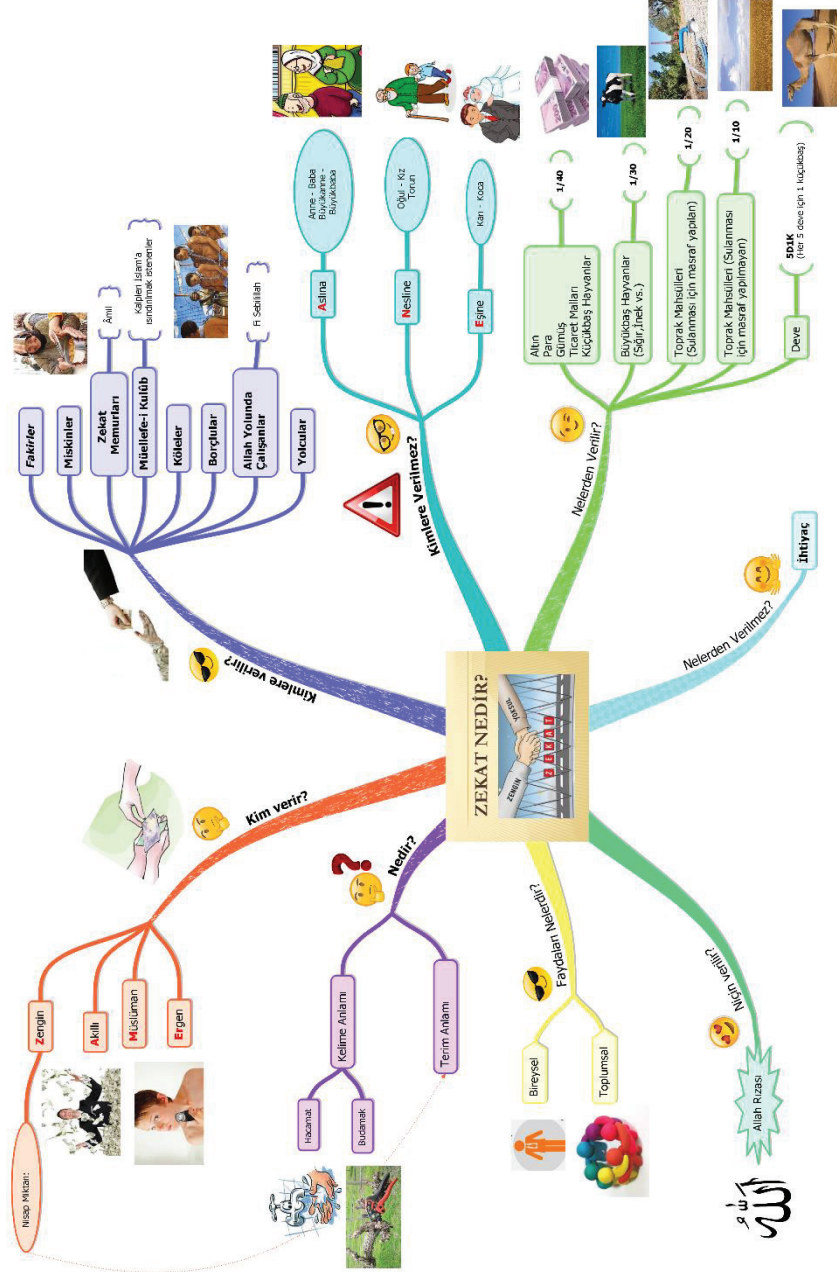 ZEKAT NEDİR?
ZENGİN
YOKSUL
ZEKAT
Nedir?
Kelime Anlamı
Hacamat
Budamak
Terim Anlamı
Kim verir?
Zengin
Nisap Miktarı:
Akıllı
Müslüman
Ergen
Kimlere verilir?
Fakirler
Miskinler
Zekat
Memurları
Âmil
Müellefe-i Kulûb
Kalpleri İslam'a
ısındırılmak istenenler
Köleler
Borçlular
Allah Yolunda
Çalışanlar
Fi Sebilillah
Yolcular
Kimlere Verilmez?
Aslına
Anne - Baba
Büyükanne -
Büyükbaba
Nesline
Oğul - Kız
Torun
Eşine
Karı - Koca
Nelerden Verilir?
Altın
Para
Gümüş
Ticaret Malları
Küçükbaş Hayvanlar
1/40
Büyükbaş Hayvanlar
(Sığır,İnek vs.)
1/30
Toprak Mahsülleri
(Sulanması için masraf yapılan)
1/20
Toprak Mahsülleri (Sulanması
için masraf yapılmayan)
1/10
Deve
5D1K
(Her 5 deve için 1 küçükbaş)
Nelerden Verilmez?
İhtiyaç
Niçin verilir?
Allah Rızası
الله
Faydaları Nelerdir?
Bireysel
Toplumsal